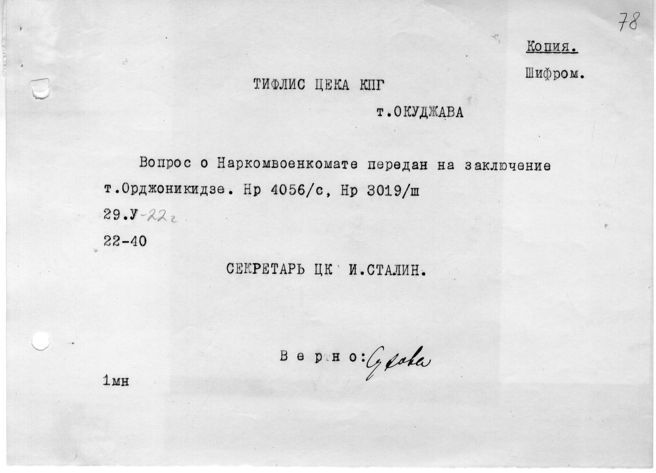 78
Копия.
Шифром.
ТИФЛИС ЦЕКА КПГ
т.ОКУДЖАВА
Вопрос о Наркомвоенкомате передан на заключение
т.Орджоникидзе. Нр 4056/с, Нр 3019/ш
29.У-22г
22-40
СЕКРЕТАРЬ ЦК И.СТАЛИН.
Верно:
1мн